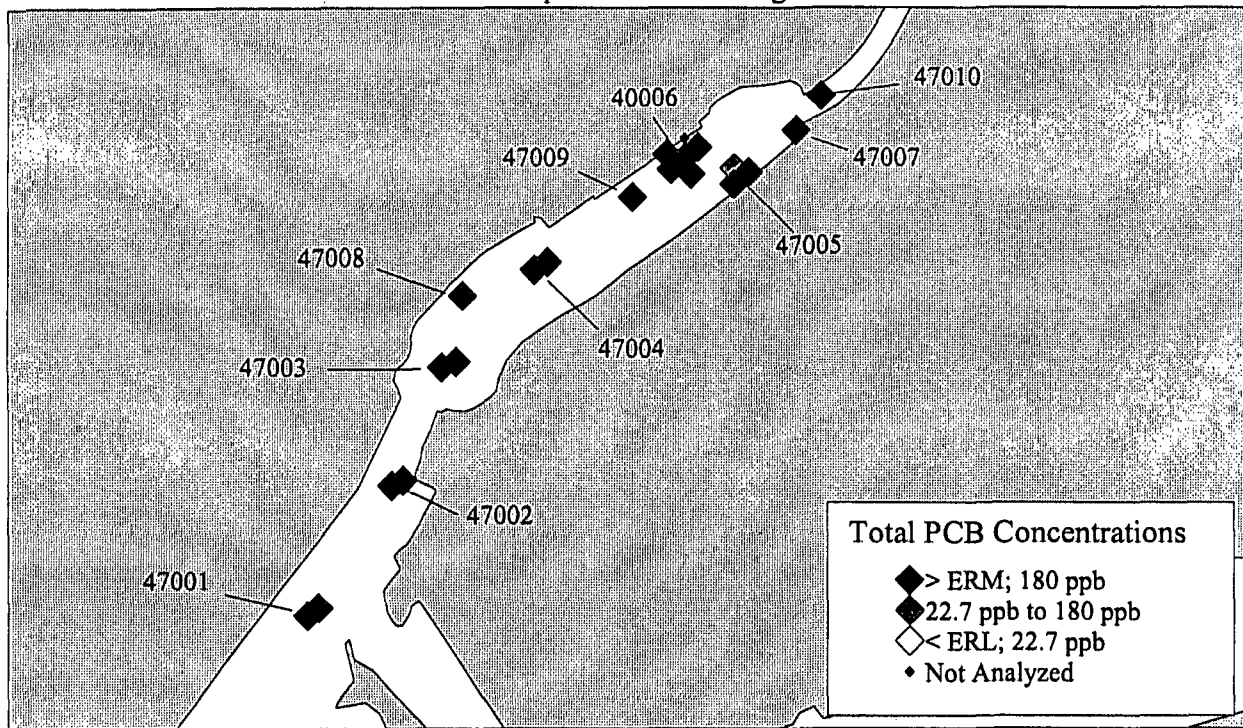 47010
40006
47009
47007
47005
47008
47004
47003
47002
47001
Total PCB Concentrations
> ERM; 180 ppb
22.7 ppb to 180 ppb
< ERL; 22.7 ppb
Not Analyzed